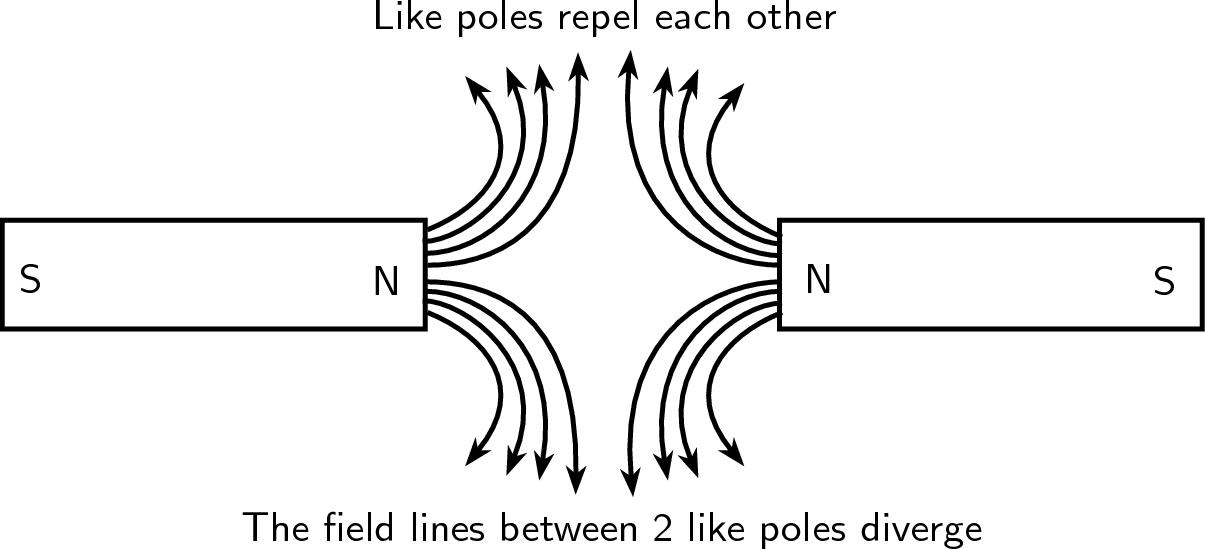 Like poles repel each other
S N N S
The field lines between 2 like poles diverge